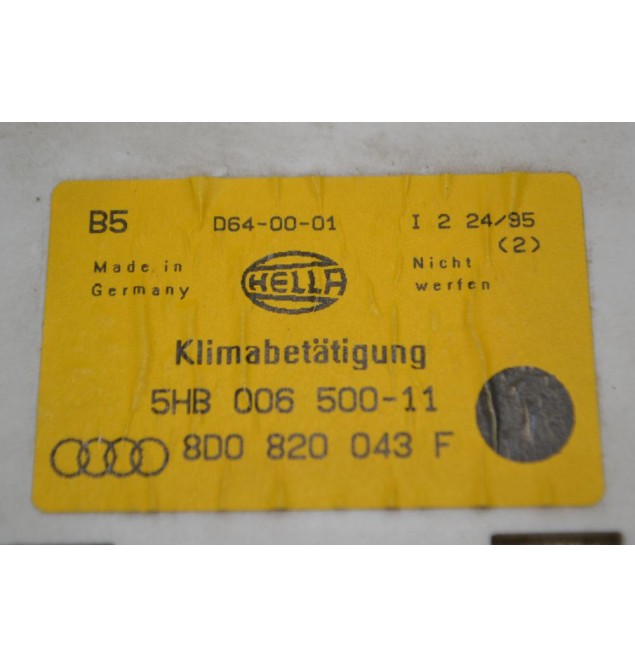 B5 D64-00-01 I 2 24/95
(2)
Made in Nicht
Germany HELLA werfen
Klimabetätigung
5HB 006 500-11
8D0 820 043 F